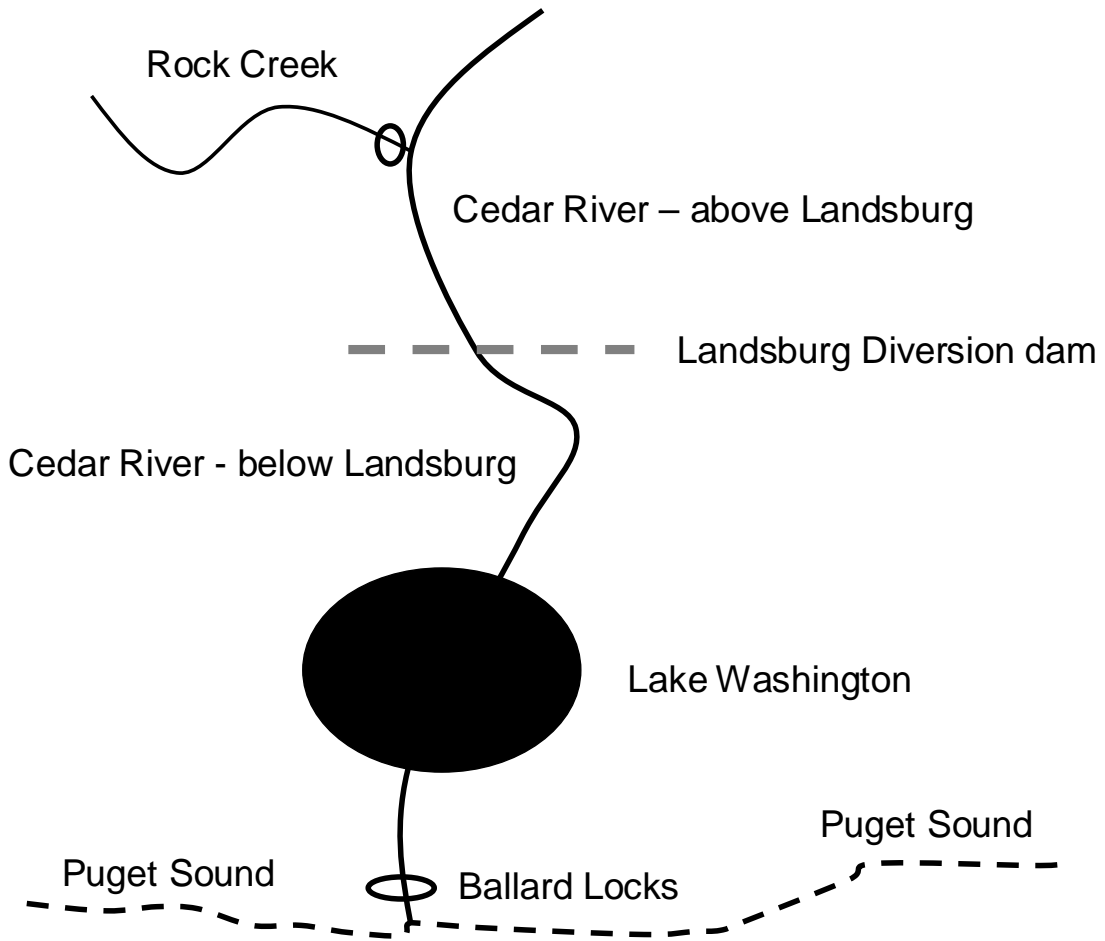 Rock Creek
Cedar River – above Landsburg
Landsburg Diversion dam
Cedar River - below Landsburg
Lake Washington
Puget Sound
Puget Sound
Ballard Locks